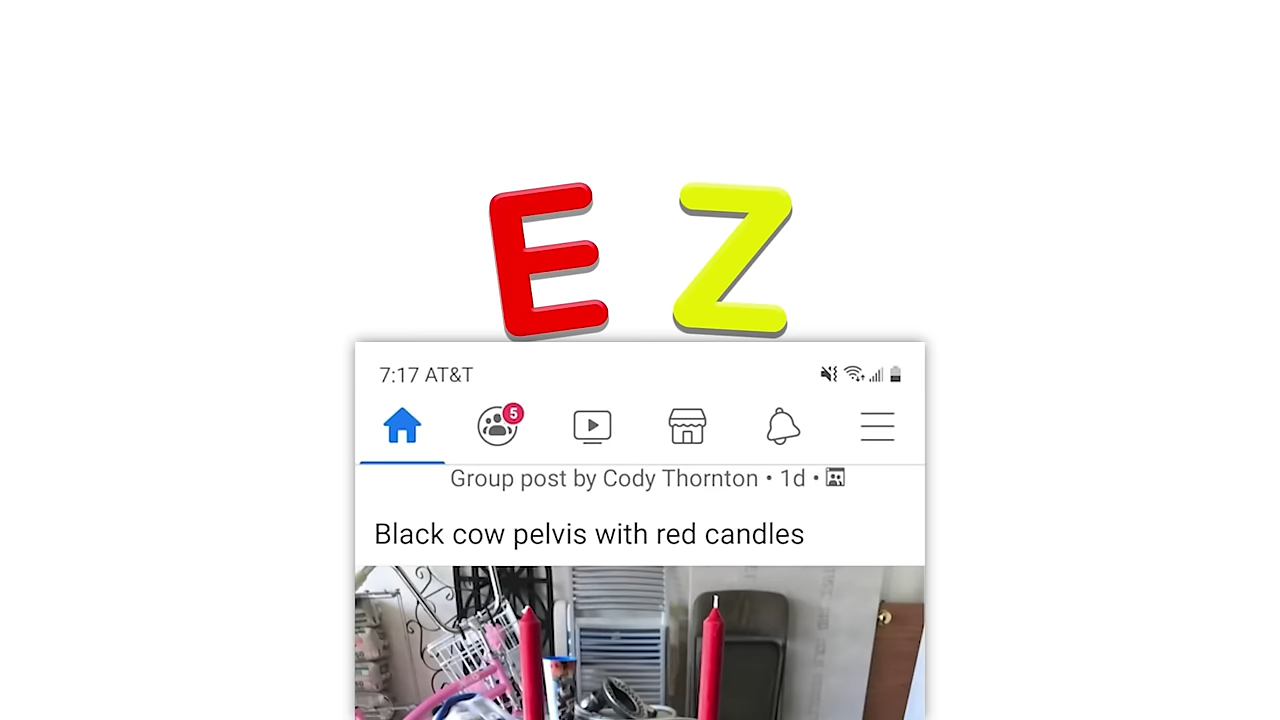 E Z
7:17 AT&T
5
Group post by Cody Thornton • 1d •
Black cow pelvis with red candles